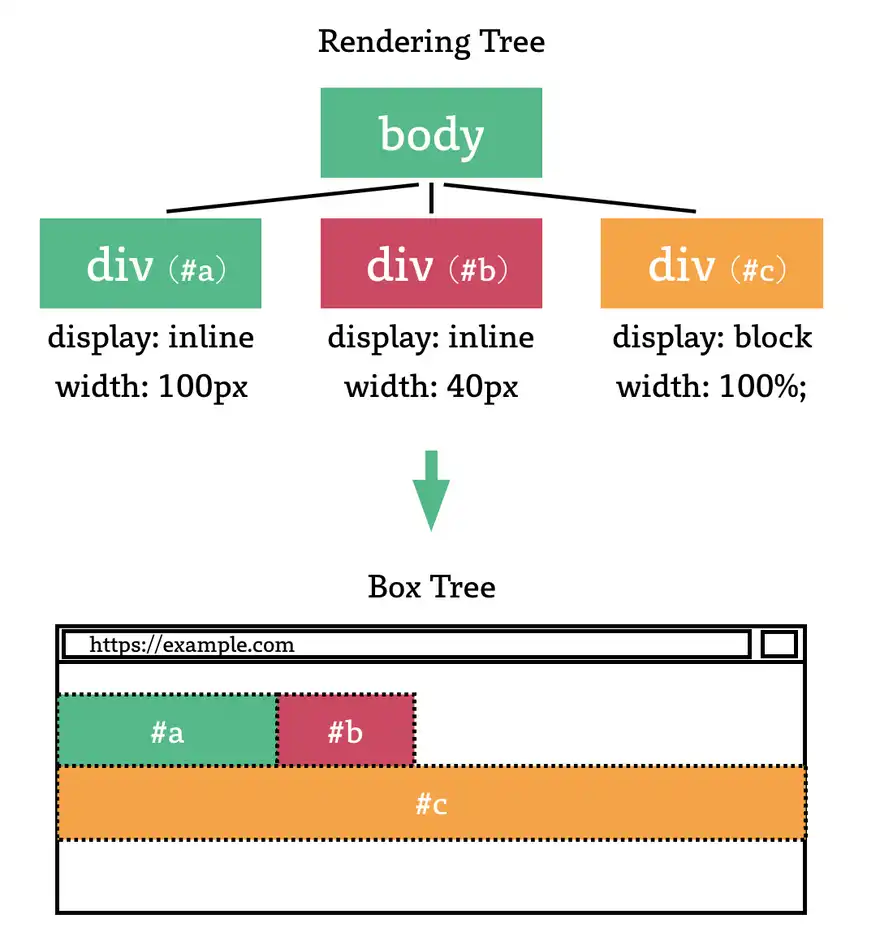 Rendering Tree
body
div（#a） div（#b） div（#c）
display: inline display: inline display: block
width: 100px width: 40px width: 100%;
Box Tree
https://example.com
#a #b
#c